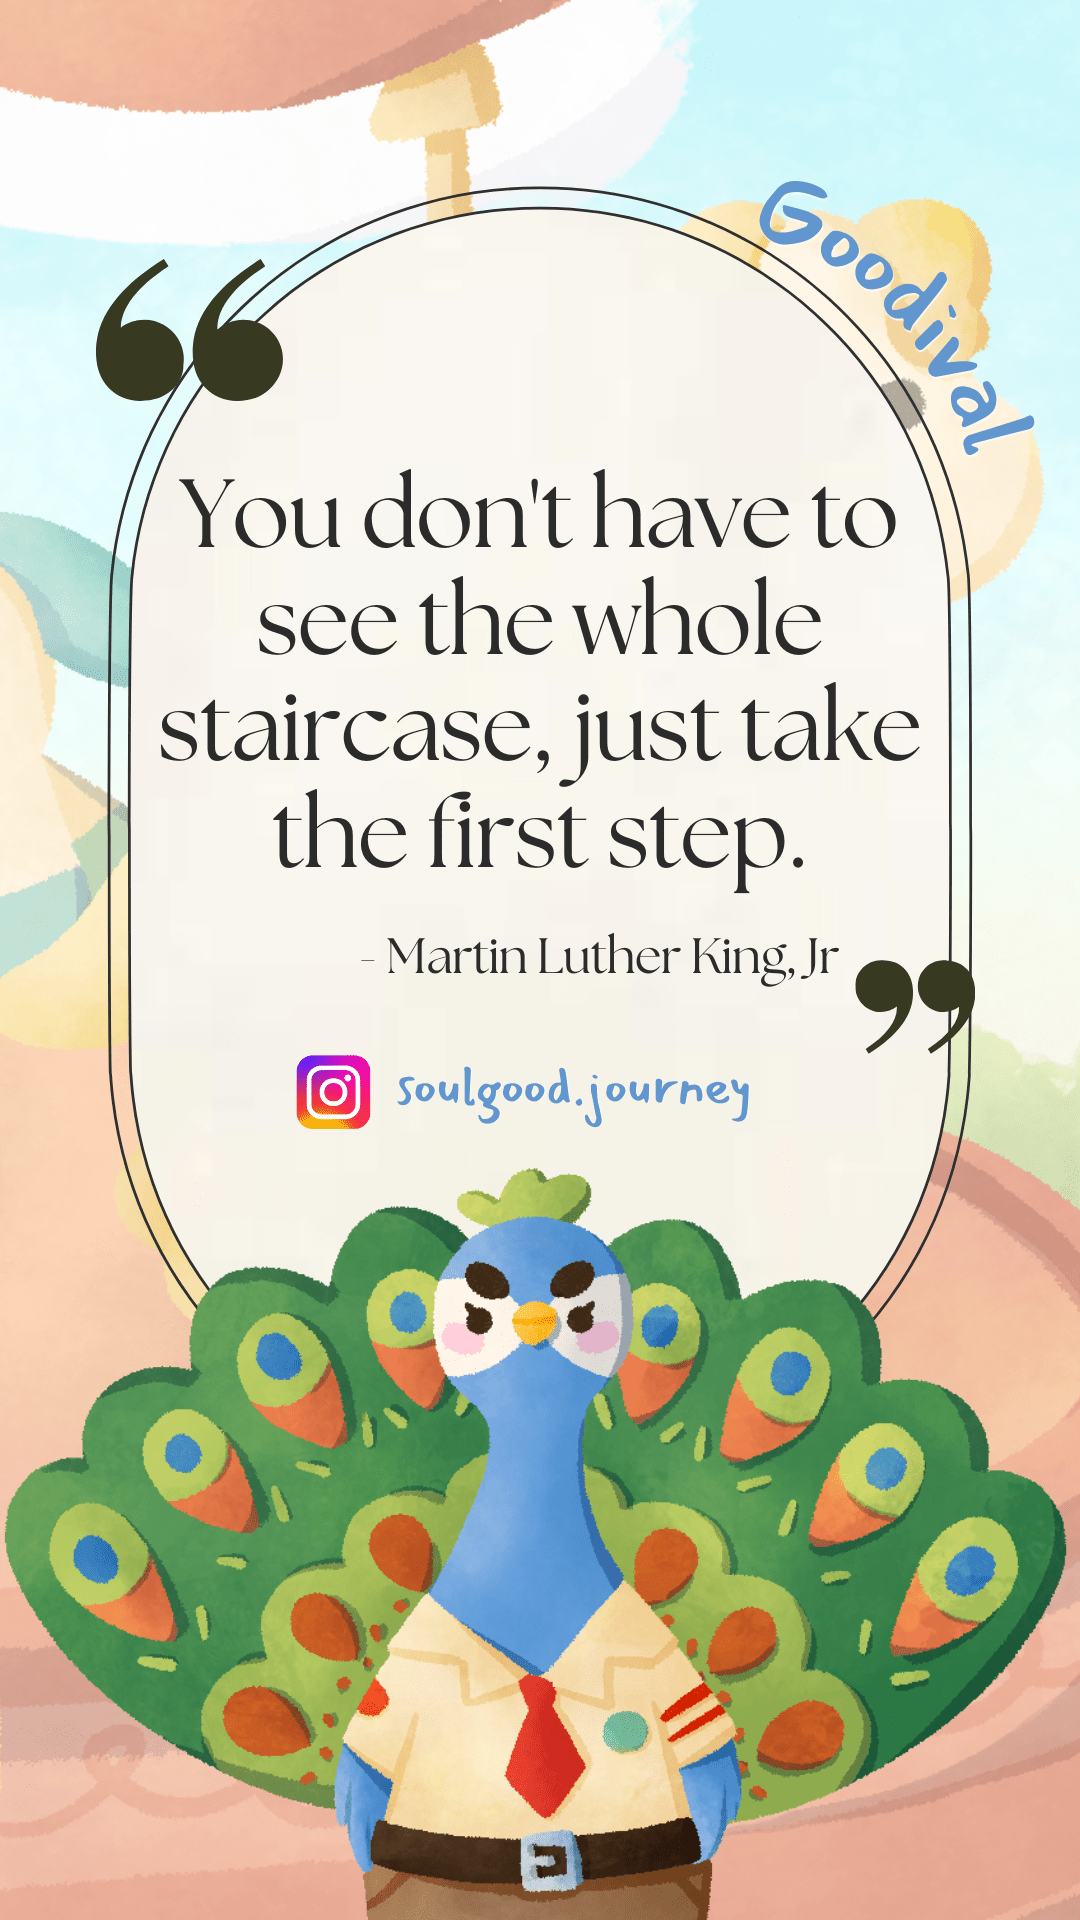 Goodival
“
You don't have to
see the whole
staircase, just take
the first step.
- Martin Luther King, Jr
”
soulgood.journey